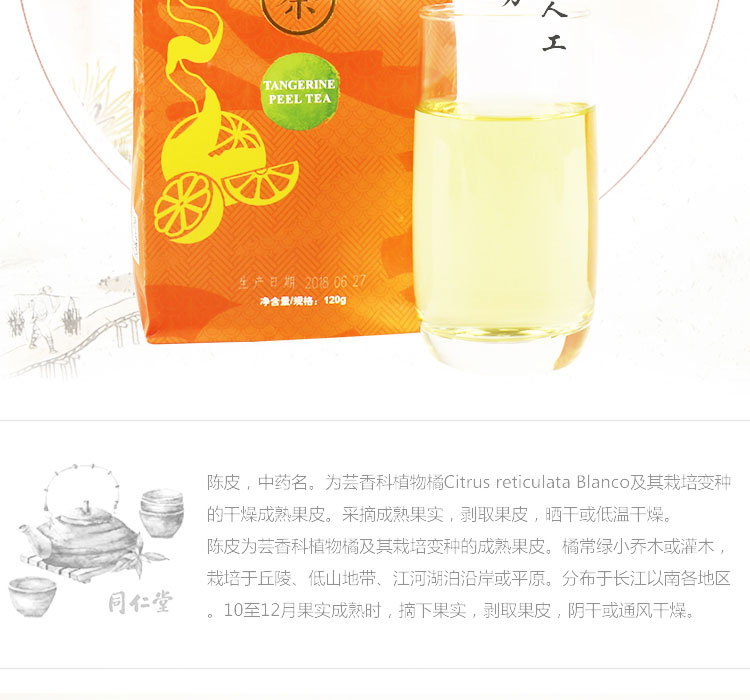 茶
人工
TANGERINE
PEEL TEA
生产日期 2018 06 27
净含量/规格：120g
陈皮，中药名。为芸香科植物橘Citrus reticulata Blanco及其栽培变种
的干燥成熟果皮。采摘成熟果实，剥取果皮，晒干或低温干燥。
陈皮为芸香科植物橘及其栽培变种的成熟果皮。橘常绿小乔木或灌木，
栽培于丘陵、低山地带、江河湖泊沿岸或平原。分布于长江以南各地区
。10至12月果实成熟时，摘下果实，剥取果皮，阴干或通风干燥。
同仁堂